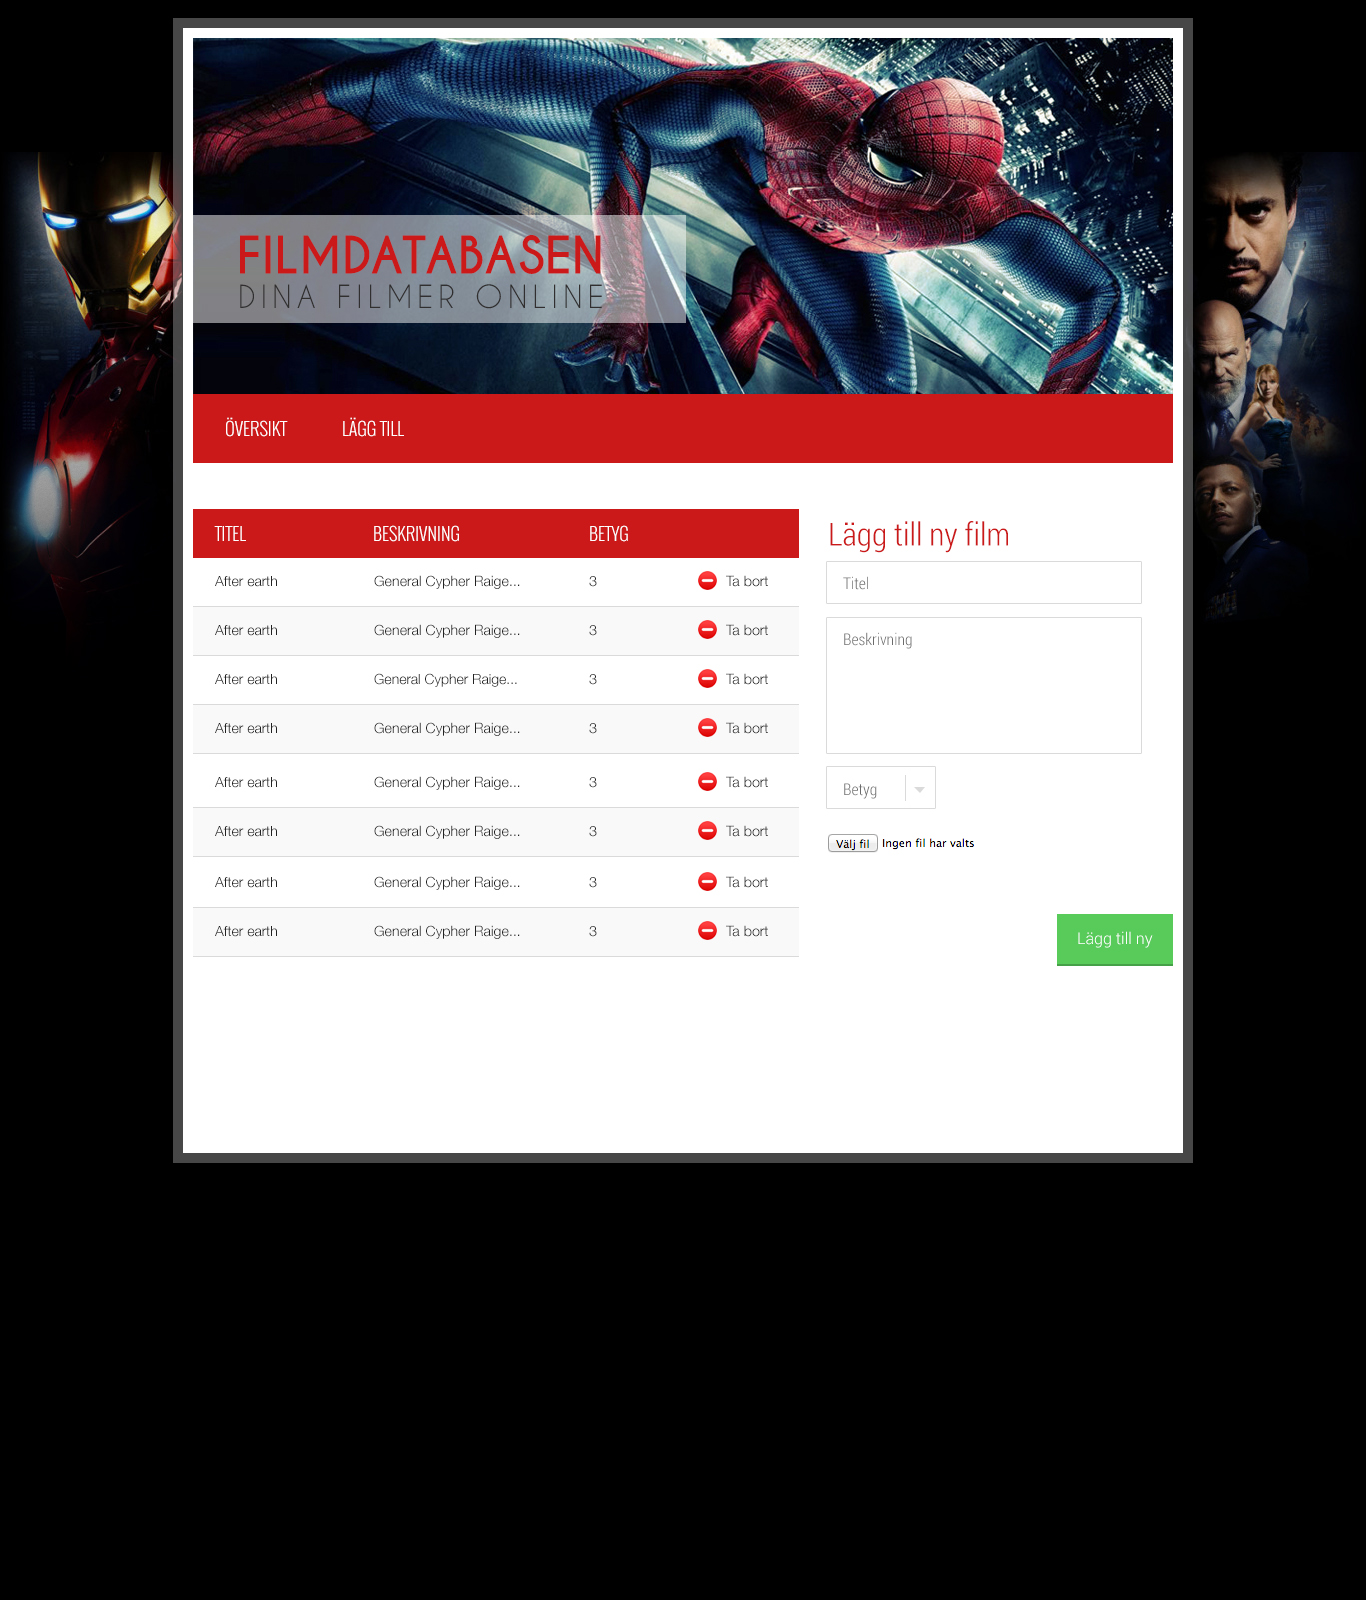 FILMDATABASEN
DINA FILMER ONLINE
ÖVERSIKT LÄGG TILL
TITEL BESKRIVNING BETYG
After earth General Cypher Raige... 3 Ta bort
After earth General Cypher Raige... 3 Ta bort
After earth General Cypher Raige... 3 Ta bort
After earth General Cypher Raige... 3 Ta bort
After earth General Cypher Raige... 3 Ta bort
After earth General Cypher Raige... 3 Ta bort
After earth General Cypher Raige... 3 Ta bort
After earth General Cypher Raige... 3 Ta bort
Lägg till ny film
Titel
Beskrivning
Betyg
Välj fil Ingen fil har valts
Lägg till ny